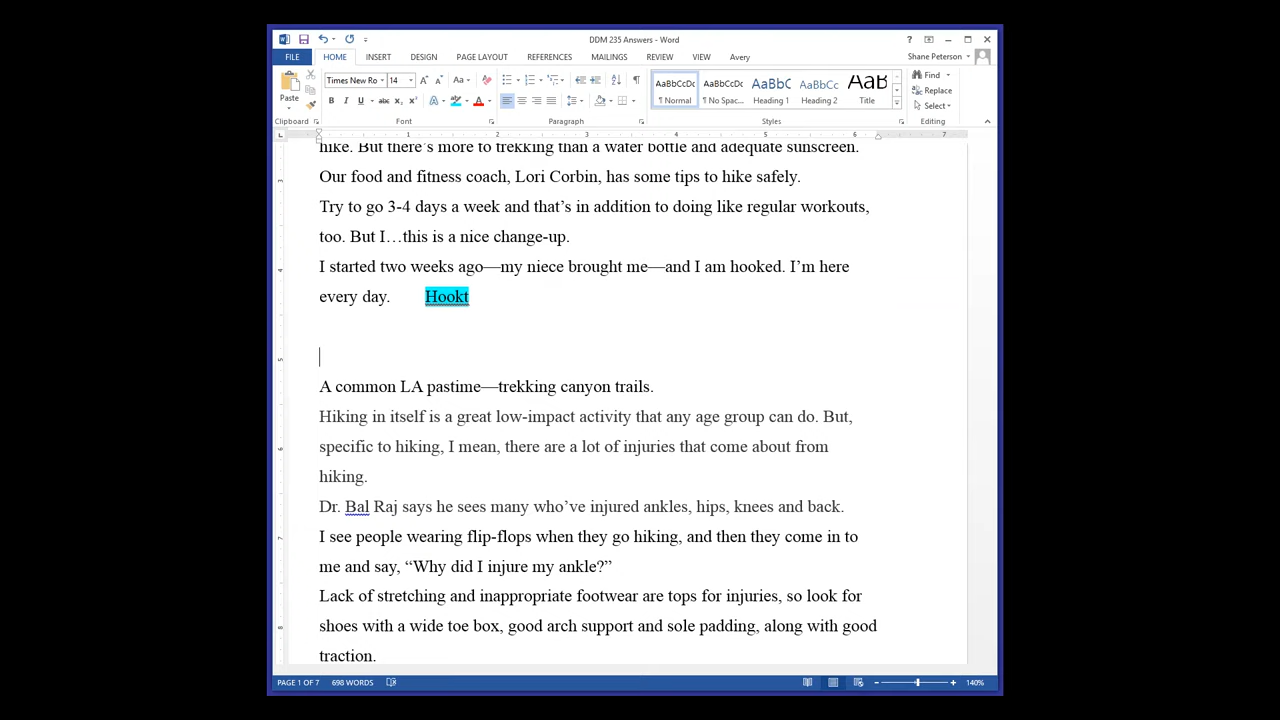 DDM 235 Answers - Word
Shane Peterson
FILE HOME INSERT DESIGN PAGE LAYOUT REFERENCES MAILINGS REVIEW VIEW Avery
Times New Ro 14
Paste
Find
Replace
Select
AaBbCcDc AaBbCcDc AaBbC AaBbCc AaB
¶ Normal ¶ No Spac... Heading 1 Heading 2 Title
Clipboard Font Paragraph Styles Editing
1 2 3 4 5 6 7
hike. But there’s more to trekking than a water bottle and adequate sunscreen.
Our food and fitness coach, Lori Corbin, has some tips to hike safely.
Try to go 3-4 days a week and that’s in addition to doing like regular workouts,
too. But I…this is a nice change-up.
I started two weeks ago—my niece brought me—and I am hooked. I’m here
every day. Hookt
A common LA pastime—trekking canyon trails.
Hiking in itself is a great low-impact activity that any age group can do. But,
specific to hiking, I mean, there are a lot of injuries that come about from
hiking.
Dr. Bal Raj says he sees many who’ve injured ankles, hips, knees and back.
I see people wearing flip-flops when they go hiking, and then they come in to
me and say, “Why did I injure my ankle?”
Lack of stretching and inappropriate footwear are tops for injuries, so look for
shoes with a wide toe box, good arch support and sole padding, along with good
traction.
PAGE 1 OF 7 698 WORDS 140%